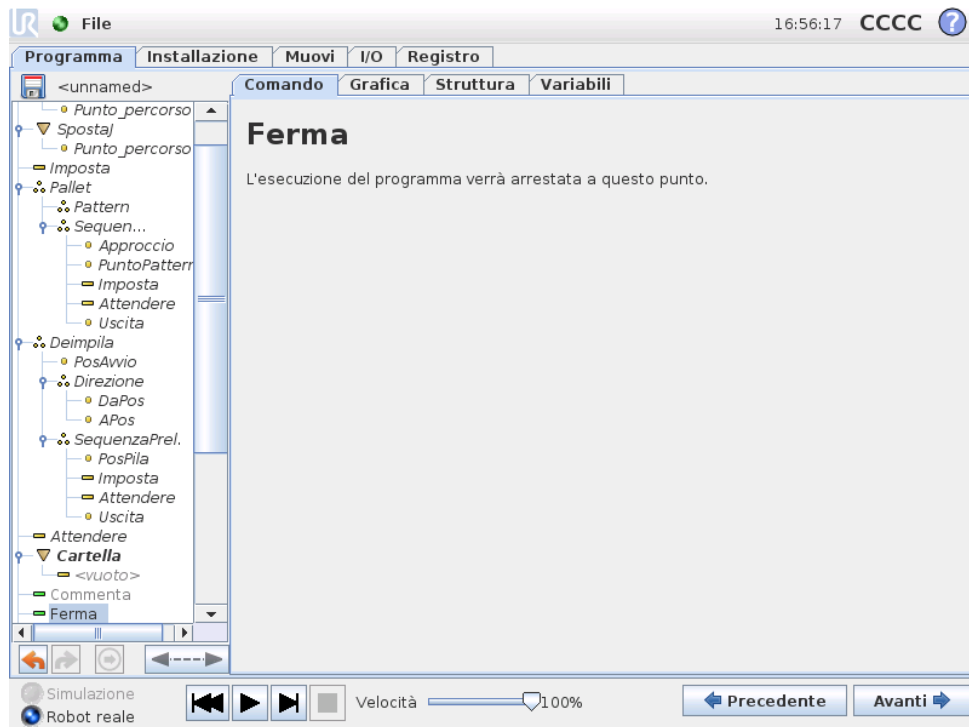 UR File 16:56:17 CCCC ?
Programma Installazione Muovi I/O Registro
<unnamed> Comando Grafica Struttura Variabili
Punto_percorso
SpostaJ
Punto_percorso
Imposta
Pallet
Pattern
Sequen...
Approccio
PuntoPattern
Imposta
Attendere
Uscita
Deimpila
PosAvvio
Direzione
DaPos
APos
SequenzaPrel.
PosPila
Imposta
Attendere
Uscita
Attendere
Cartella
<vuoto>
Commenta
Ferma
Ferma
L'esecuzione del programma verrà arrestata a questo punto.
Simulazione
Robot reale
Velocità 100%
Precedente Avanti